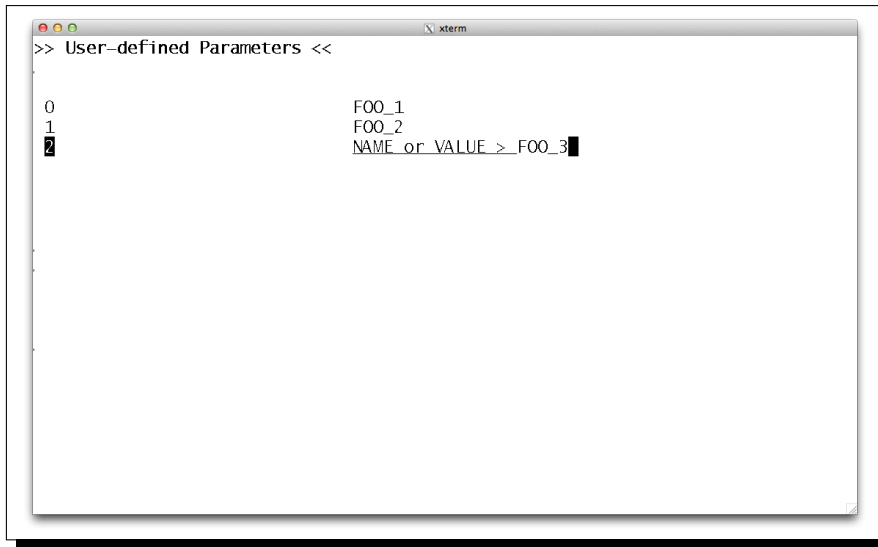 xterm
>> User-defined Parameters <<
0 FOO_1
1 FOO_2
2 NAME or VALUE > FOO_3